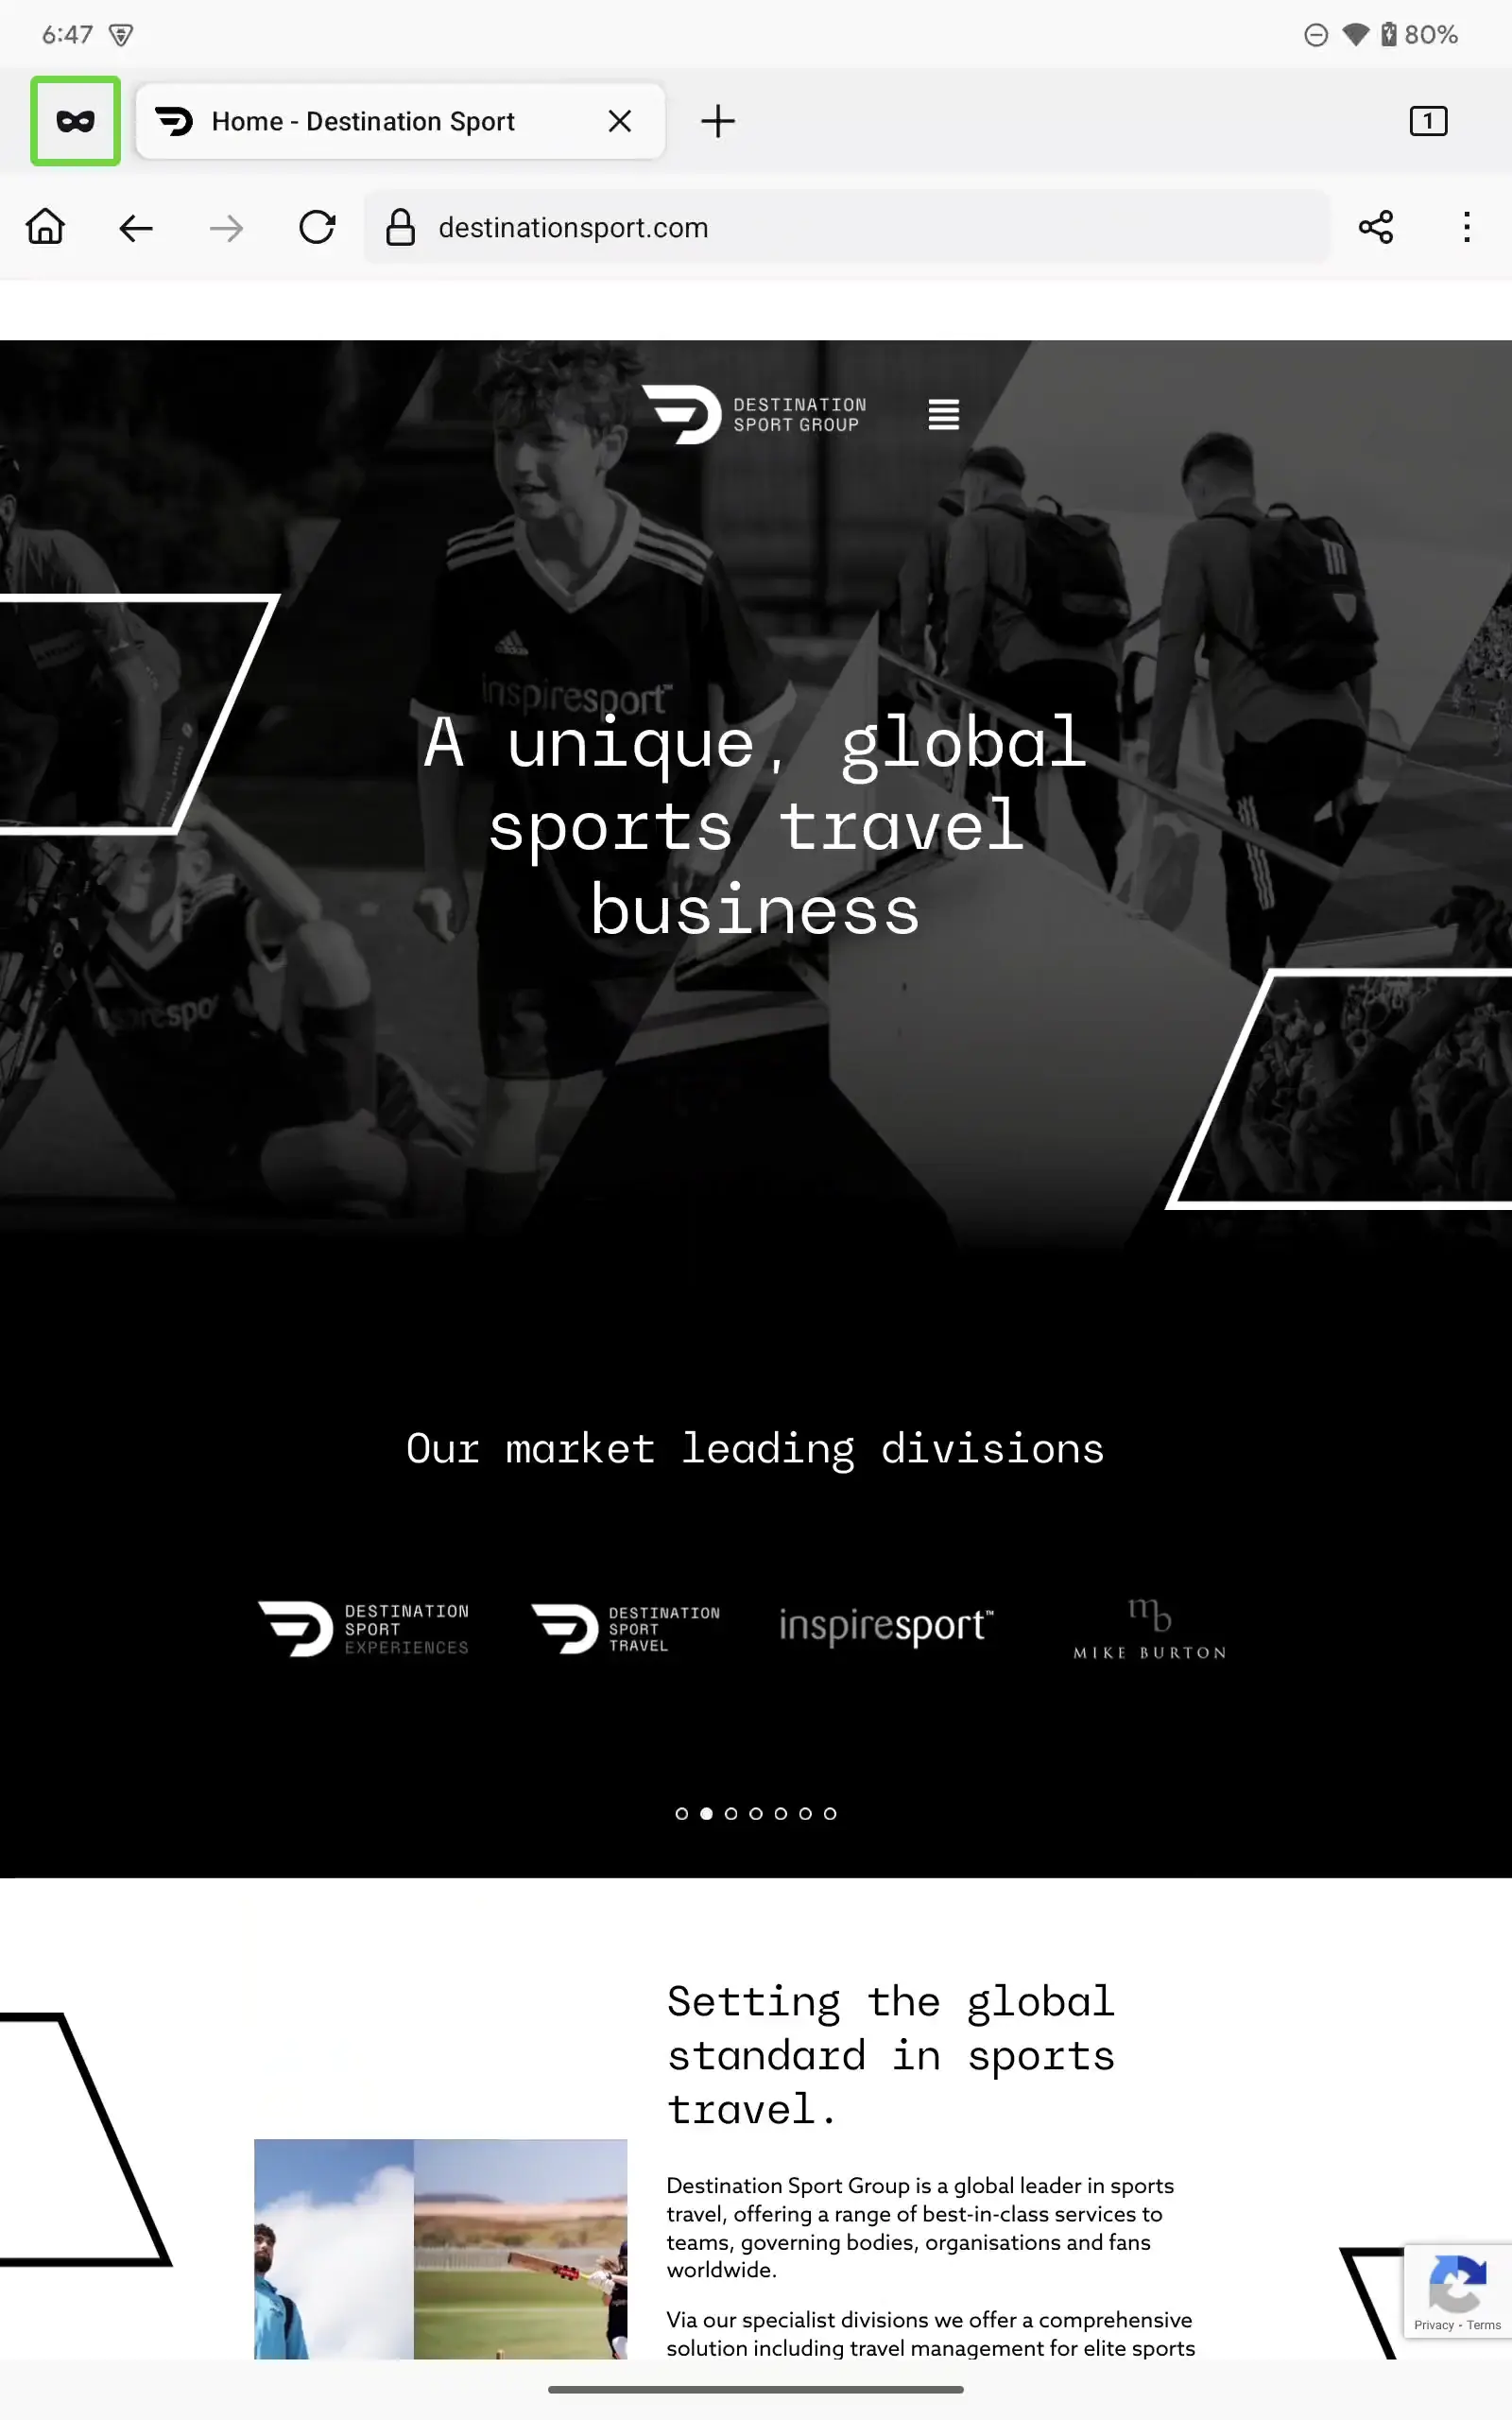 6:47
80%
Home - Destination Sport
1
destinationsport.com
DESTINATION
SPORT GROUP
inspiresport™
A unique, global
sports travel
business
Our market leading divisions
DESTINATION
SPORT
EXPERIENCES
DESTINATION
SPORT
TRAVEL
inspiresport™
mb
MIKE BURTON
Setting the global
standard in sports
travel.
Destination Sport Group is a global leader in sports
travel, offering a range of best-in-class services to
teams, governing bodies, organisations and fans
worldwide.
Via our specialist divisions we offer a comprehensive
solution including travel management for elite sports
Privacy - Terms